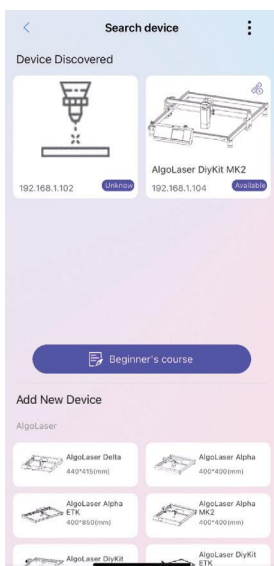 Search device
Device Discovered
AlgoLaser DiyKit MK2
192.168.1.102 Unknow
192.168.1.104 Available
Beginner's course
Add New Device
AlgoLaser
AlgoLaser Delta
440*415(mm)
AlgoLaser Alpha
400*400(mm)
AlgoLaser Alpha
ETK
400*850(mm)
AlgoLaser Alpha
MK2
400*400(mm)
AlgoLaser DiyKit
AlgoLaser DiyKit
ETK